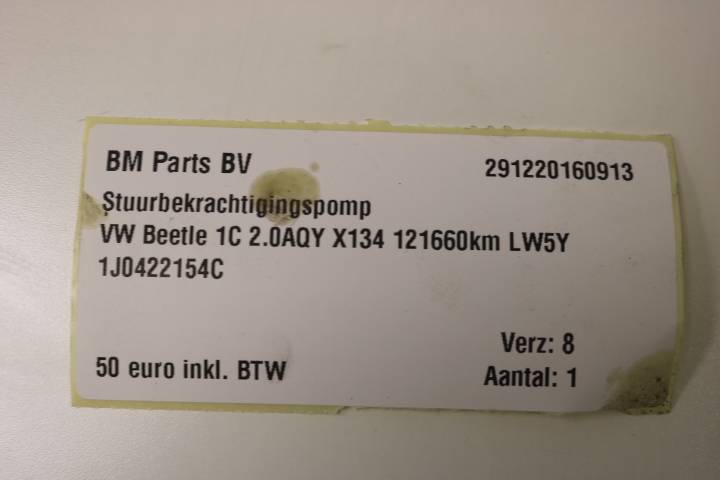 BM Parts BV 291220160913
Stuurbekrachtigingspomp
VW Beetle 1C 2.0AQY X134 121660km LW5Y
1J0422154C
Verz: 8
50 euro inkl. BTW Aantal: 1